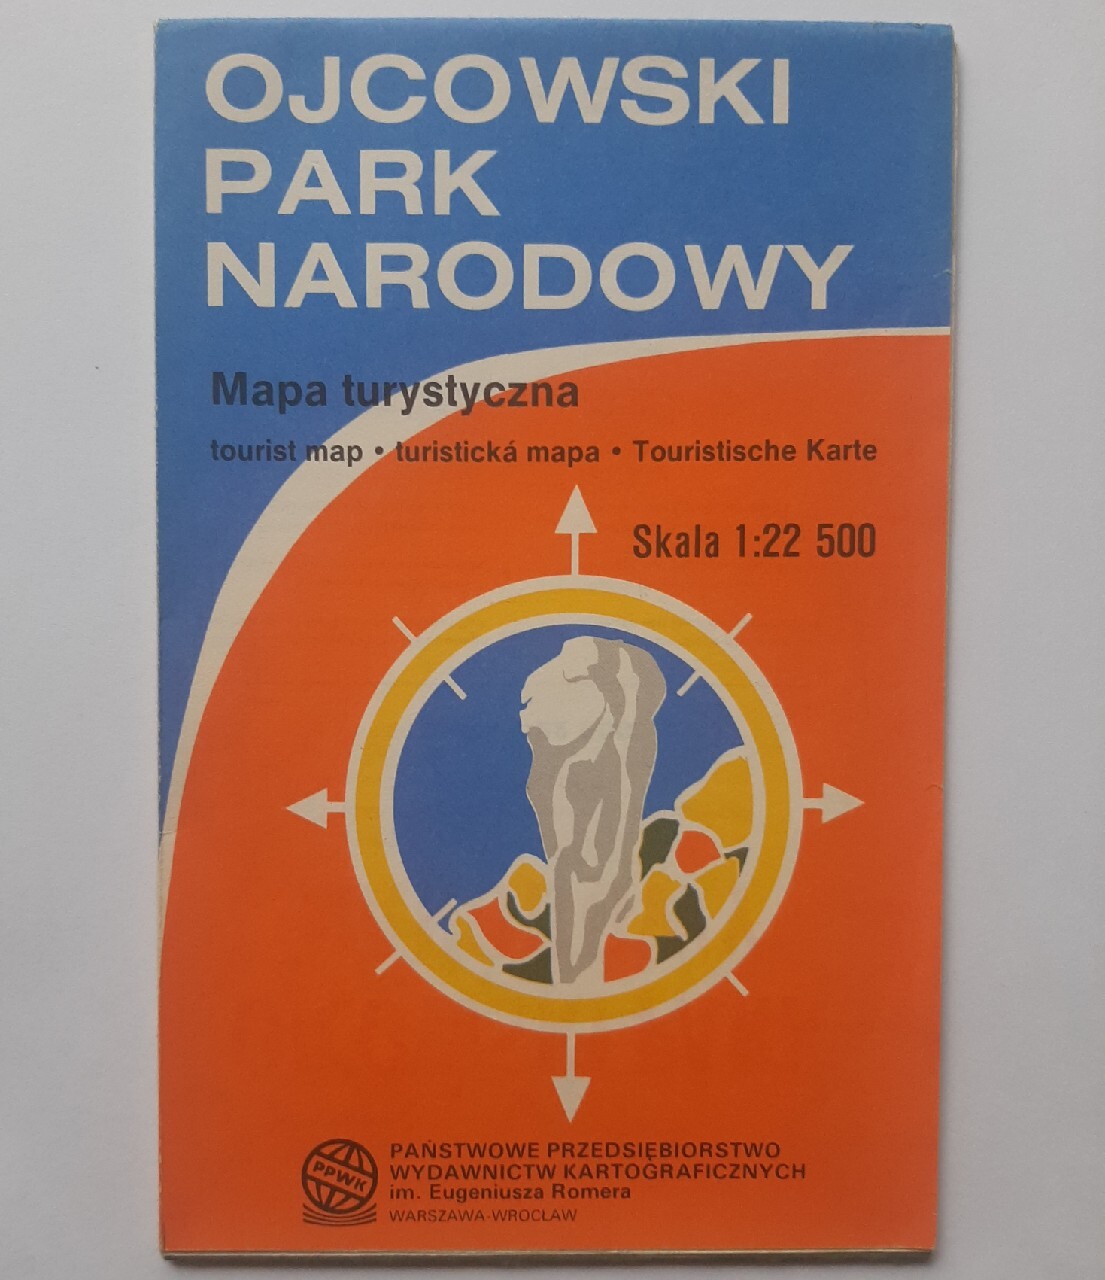 OJCOWSKI
PARK
NARODOWY
Mapa turystyczna
tourist map • turistická mapa • Touristische Karte
Skala 1:22 500
PPWK
PAŃSTWOWE PRZEDSIĘBIORSTWO
WYDAWNICTW KARTOGRAFICZNYCH
im. Eugeniusza Romera
WARSZAWA-WROCŁAW